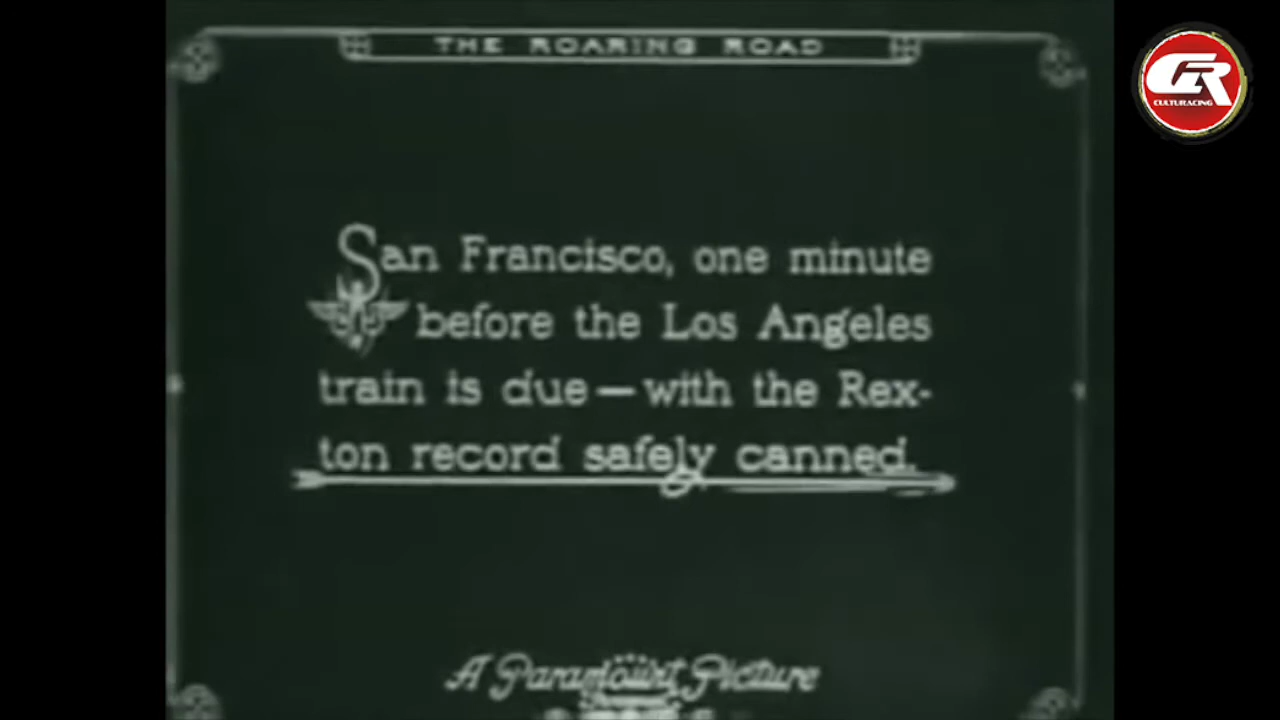 THE ROARING ROAD
GR
CULTURACING
San Francisco, one minute
before the Los Angeles
train is due—with the Rex-
ton record safely canned.
A Paramount Picture